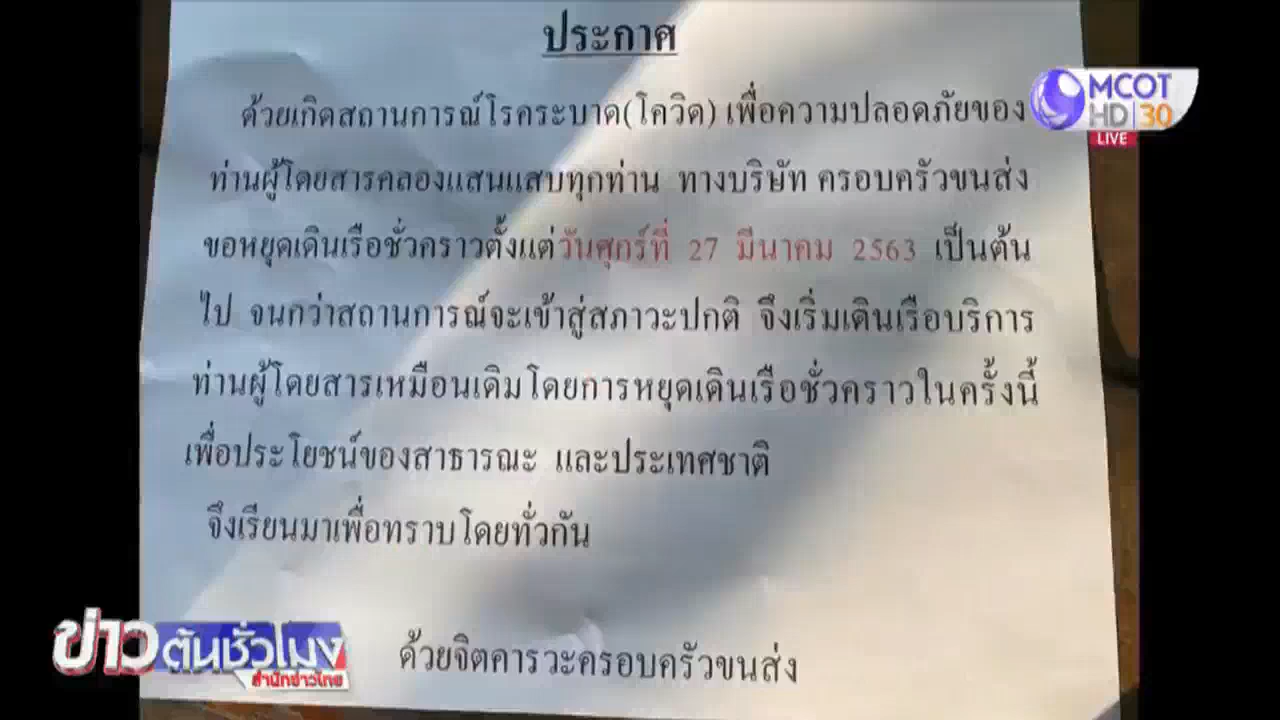 ประกาศ
ด้วยเกิดสถานการณ์โรคระบาด(โควิด) เพื่อความปลอดภัยของ
MCOT
HD 30
LIVE
ท่านผู้โดยสารคลองแสนแสบทุกท่าน ทางบริษัท ครอบครัวขนส่ง
ขอหยุดเดินเรือชั่วคราวตั้งแต่วันศุกร์ที่ 27 มีนาคม 2563 เป็นต้น
ไป จนกว่าสถานการณ์จะเข้าสู่สภาวะปกติ จึงเริ่มเดินเรือบริการ
ท่านผู้โดยสารเหมือนเดิมโดยการหยุดเดินเรือชั่วคราวในครั้งนี้
เพื่อประโยชน์ของสาธารณะ และประเทศชาติ
จึงเรียนมาเพื่อทราบโดยทั่วกัน
ด้วยจิตคารวะครอบครัวขนส่ง
ข่าวต้นชั่วโมง
สำนักข่าวไทย